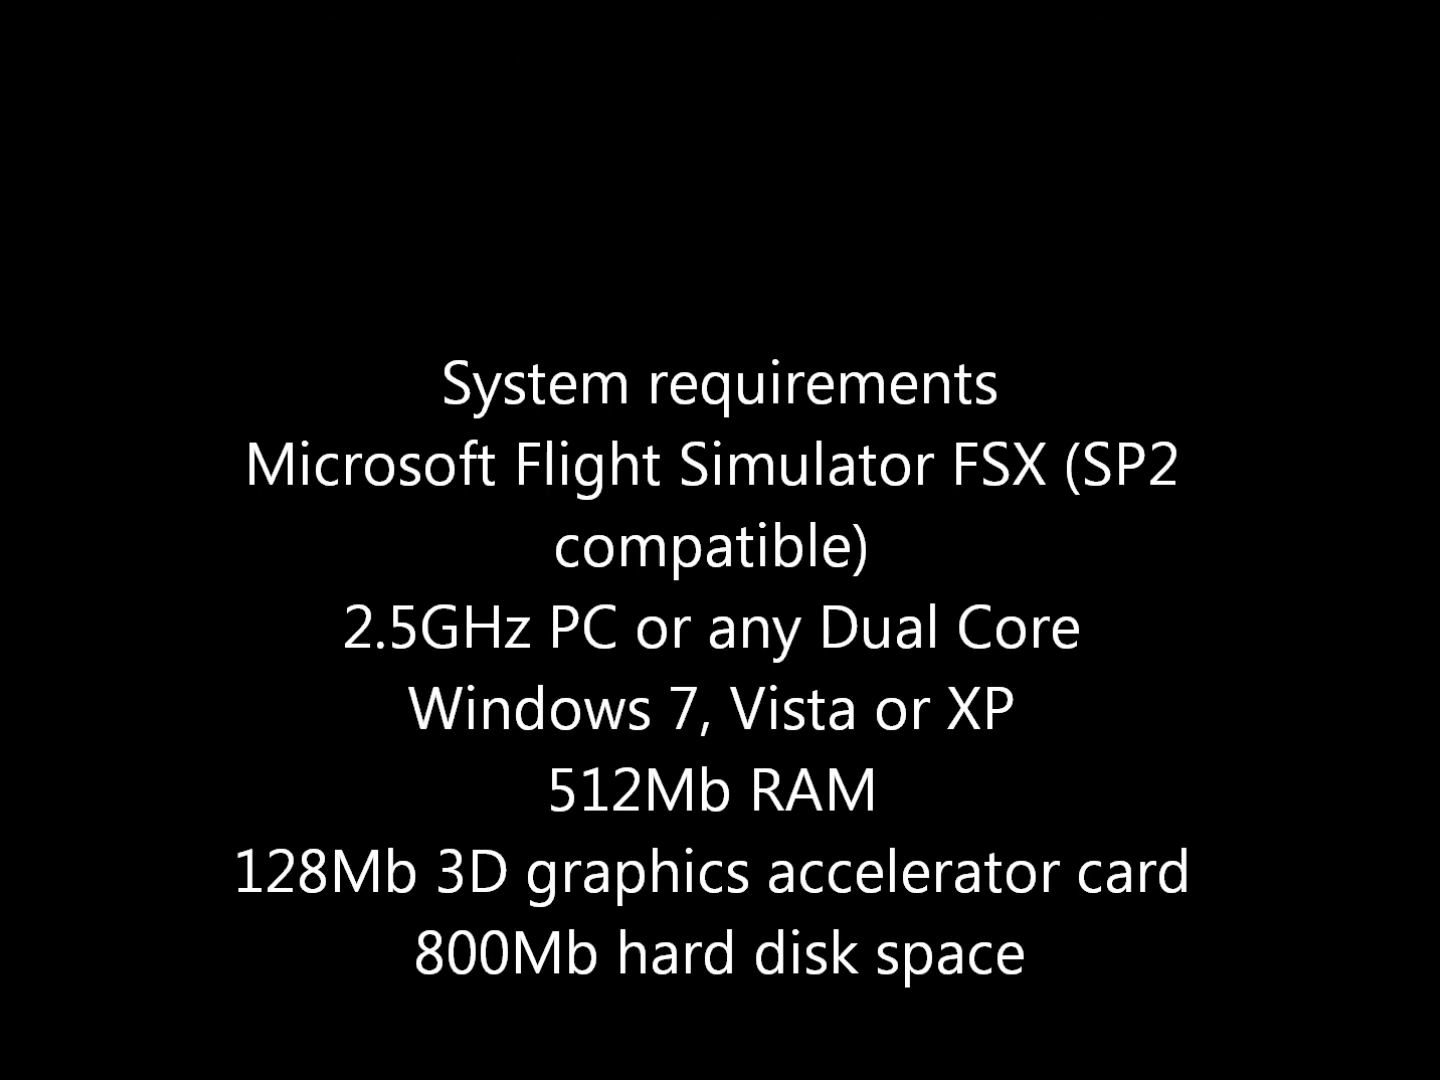 System requirements
Microsoft Flight Simulator FSX (SP2
compatible)
2.5GHz PC or any Dual Core
Windows 7, Vista or XP
512Mb RAM
128Mb 3D graphics accelerator card
800Mb hard disk space